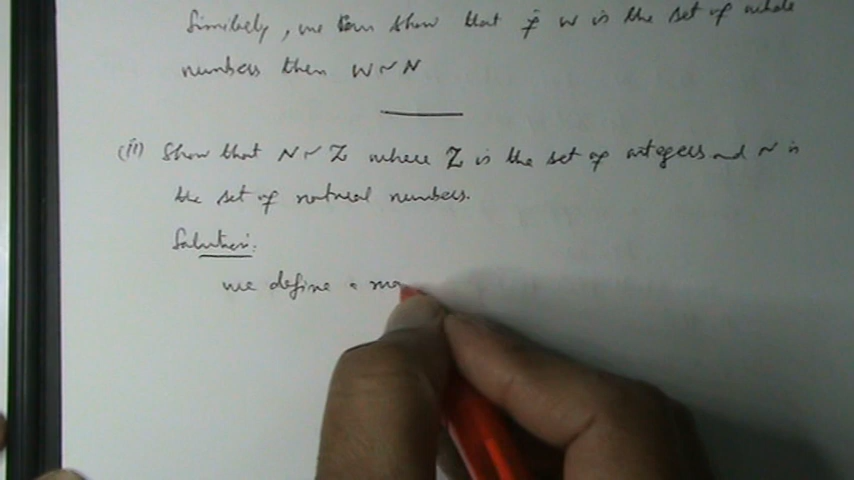 Similarly, we can show that if W is the set of whole
numbers then W ~ N
(ii) Show that N ~ Z where Z is the set of integers and N is
the set of natural numbers.
Solution:
we define a ma